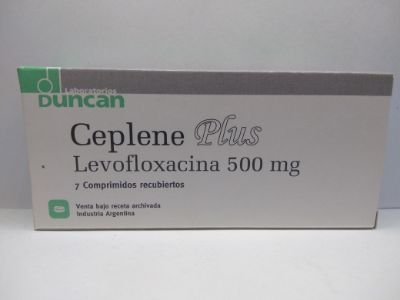 Laboratorios
Duncan
Ceplene Plus
Levofloxacina 500 mg
7 Comprimidos recubiertos
Venta bajo receta archivada
Industria Argentina